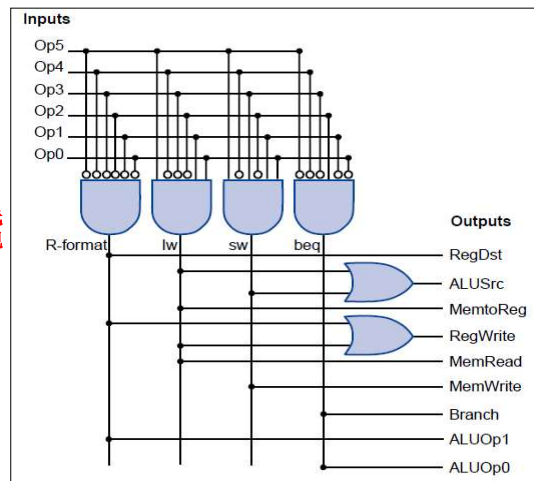 Inputs
Op5
Op4
Op3
Op2
Op1
Op0
R-format
lw
sw
beq
Outputs
RegDst
ALUSrc
MemtoReg
RegWrite
MemRead
MemWrite
Branch
ALUOp1
ALUOp0